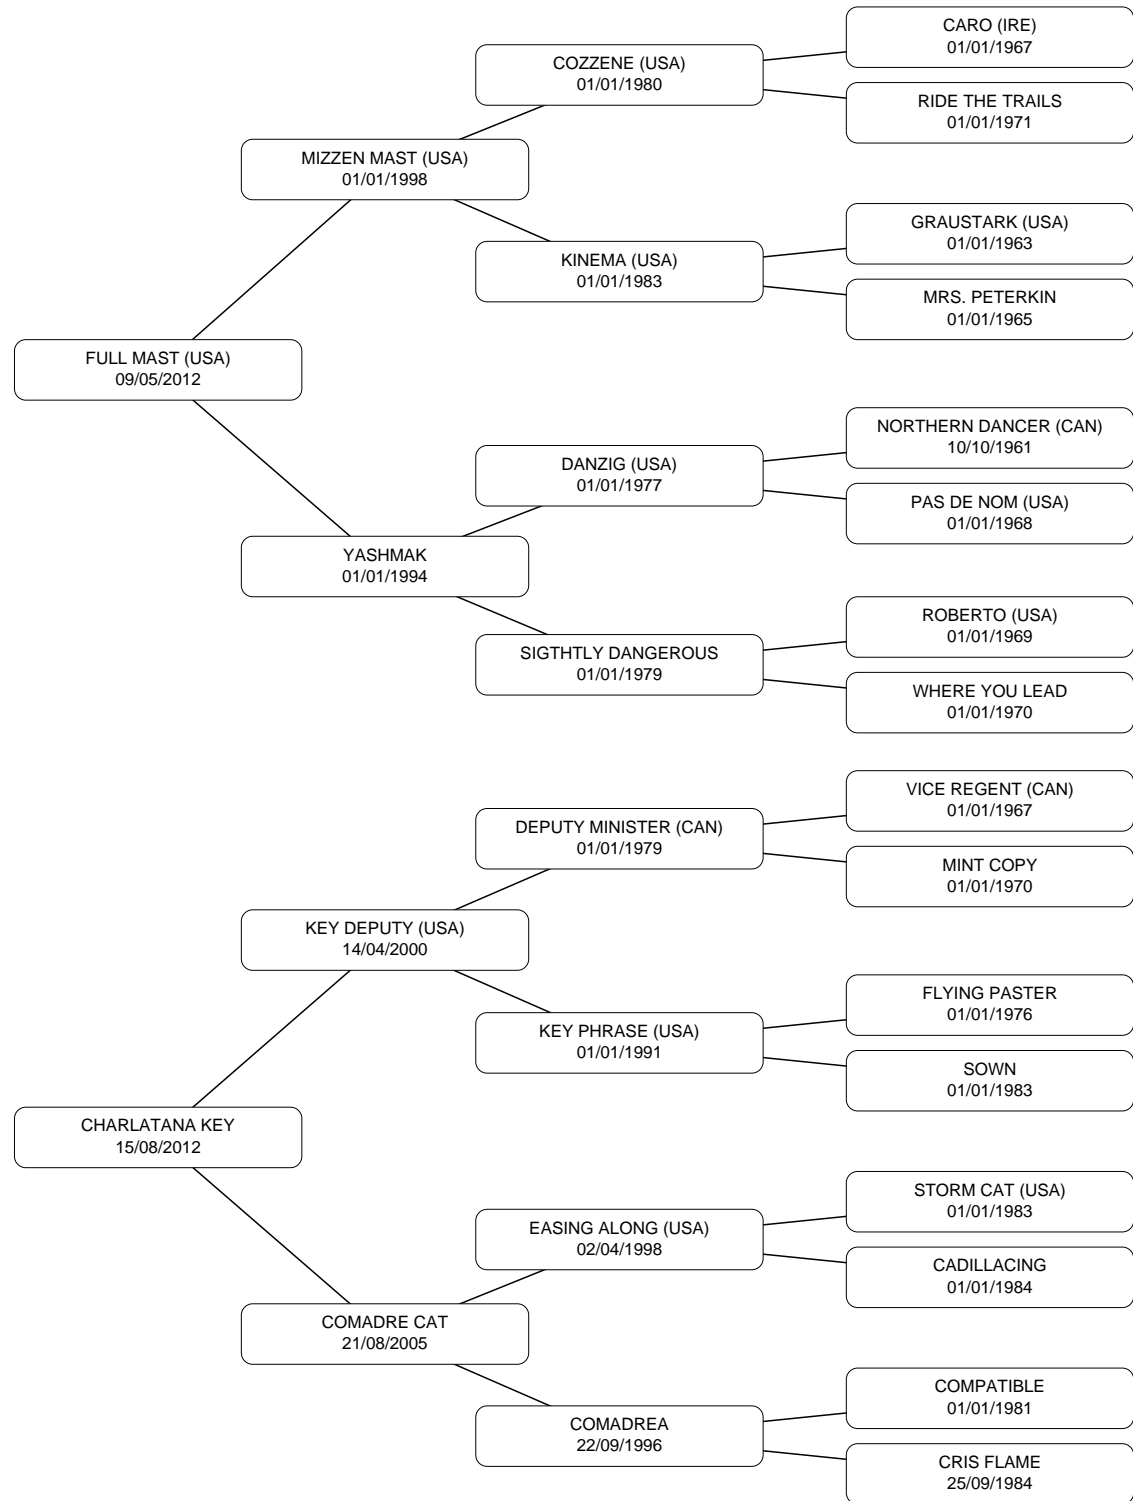 CARO (IRE)
01/01/1967
COZZENE (USA)
01/01/1980
RIDE THE TRAILS
01/01/1971
MIZZEN MAST (USA)
01/01/1998
GRAUSTARK (USA)
01/01/1963
KINEMA (USA)
01/01/1983
MRS. PETERKIN
01/01/1965
FULL MAST (USA)
09/05/2012
NORTHERN DANCER (CAN)
10/10/1961
DANZIG (USA)
01/01/1977
PAS DE NOM (USA)
01/01/1968
YASHMAK
01/01/1994
ROBERTO (USA)
01/01/1969
SIGTHTLY DANGEROUS
01/01/1979
WHERE YOU LEAD
01/01/1970
VICE REGENT (CAN)
01/01/1967
DEPUTY MINISTER (CAN)
01/01/1979
MINT COPY
01/01/1970
KEY DEPUTY (USA)
14/04/2000
FLYING PASTER
01/01/1976
KEY PHRASE (USA)
01/01/1991
SOWN
01/01/1983
CHARLATANA KEY
15/08/2012
STORM CAT (USA)
01/01/1983
EASING ALONG (USA)
02/04/1998
CADILLACING
01/01/1984
COMADRE CAT
21/08/2005
COMPATIBLE
01/01/1981
COMADREA
22/09/1996
CRIS FLAME
25/09/1984